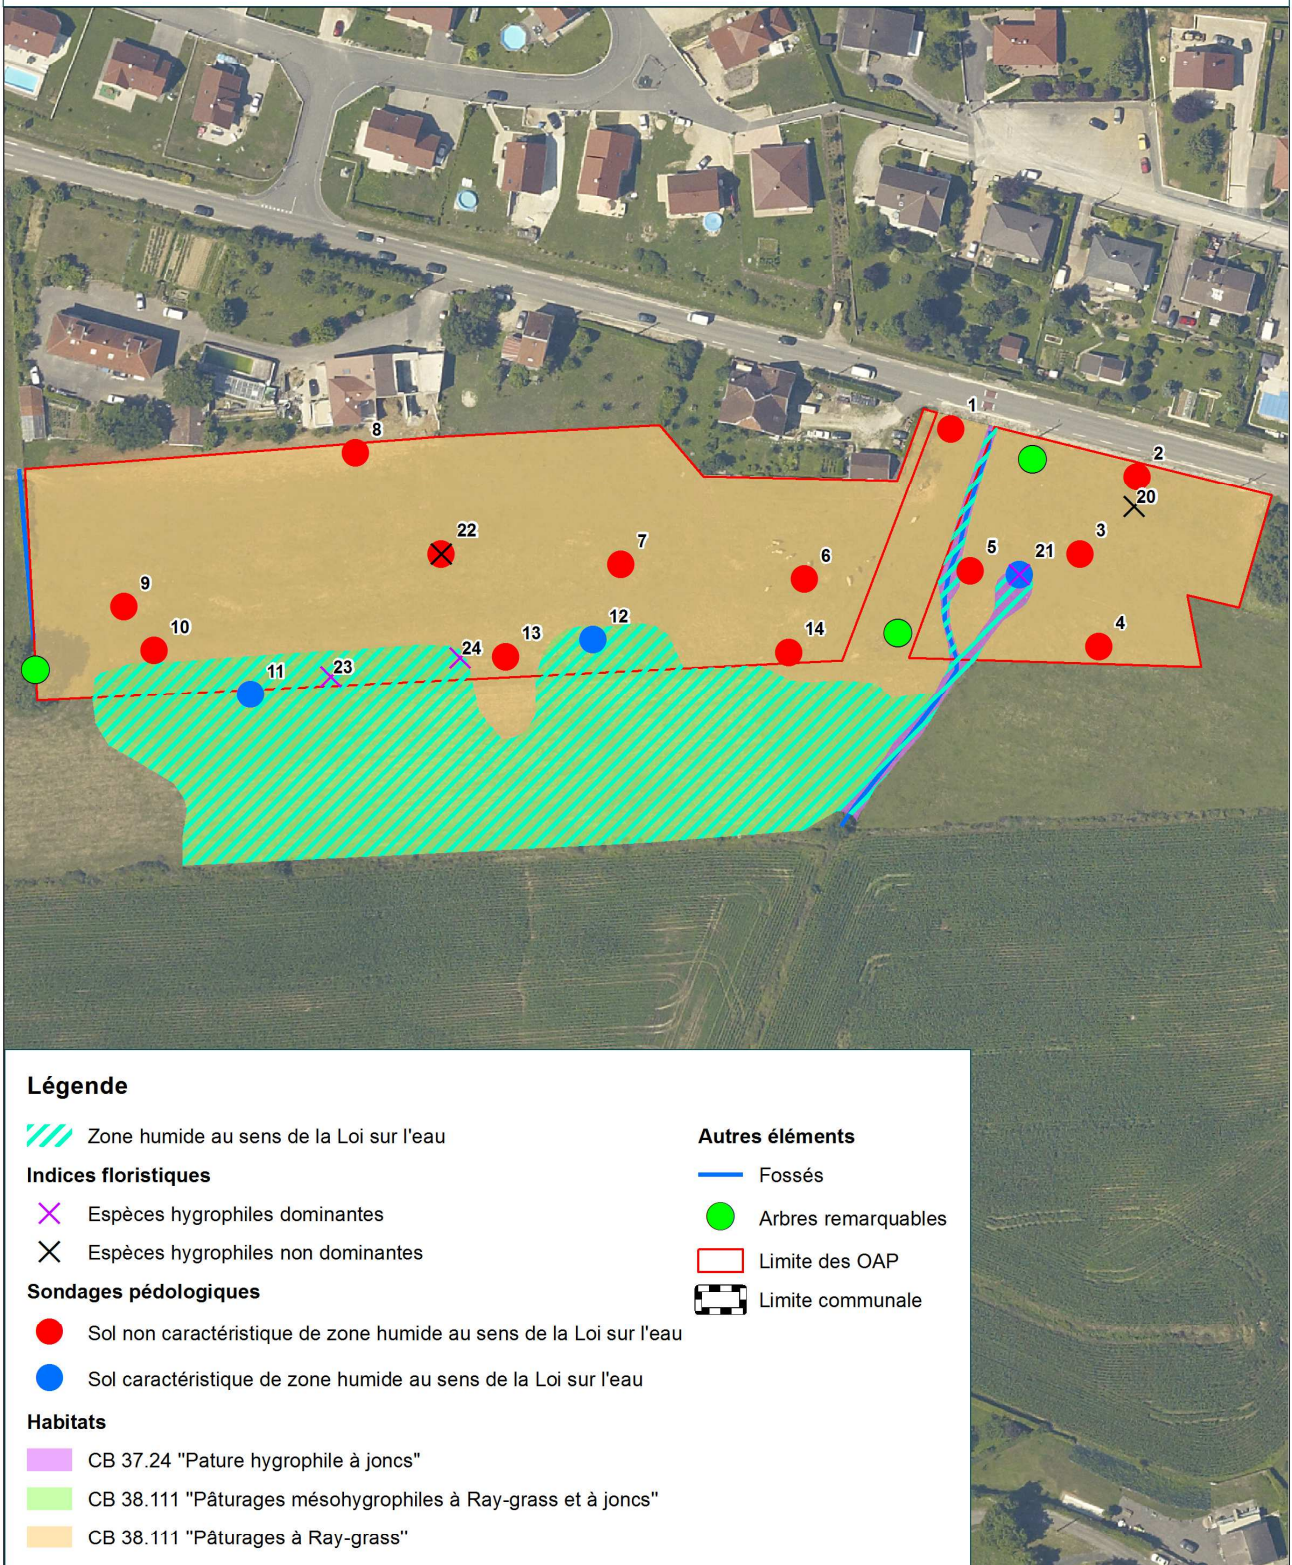 1
2
20
8
22
7
6
3
5
21
9
12
4
10
13
14
24
23
11
Légende
Zone humide au sens de la Loi sur l'eau
Indices floristiques
Espèces hygrophiles dominantes
Espèces hygrophiles non dominantes
Sondages pédologiques
Sol non caractéristique de zone humide au sens de la Loi sur l'eau
Sol caractéristique de zone humide au sens de la Loi sur l'eau
Habitats
CB 37.24 "Pature hygrophile à joncs"
CB 38.111 "Pâturages mésohygrophiles à Ray-grass et à joncs"
CB 38.111 "Pâturages à Ray-grass"
Autres éléments
Fossés
Arbres remarquables
Limite des OAP
Limite communale